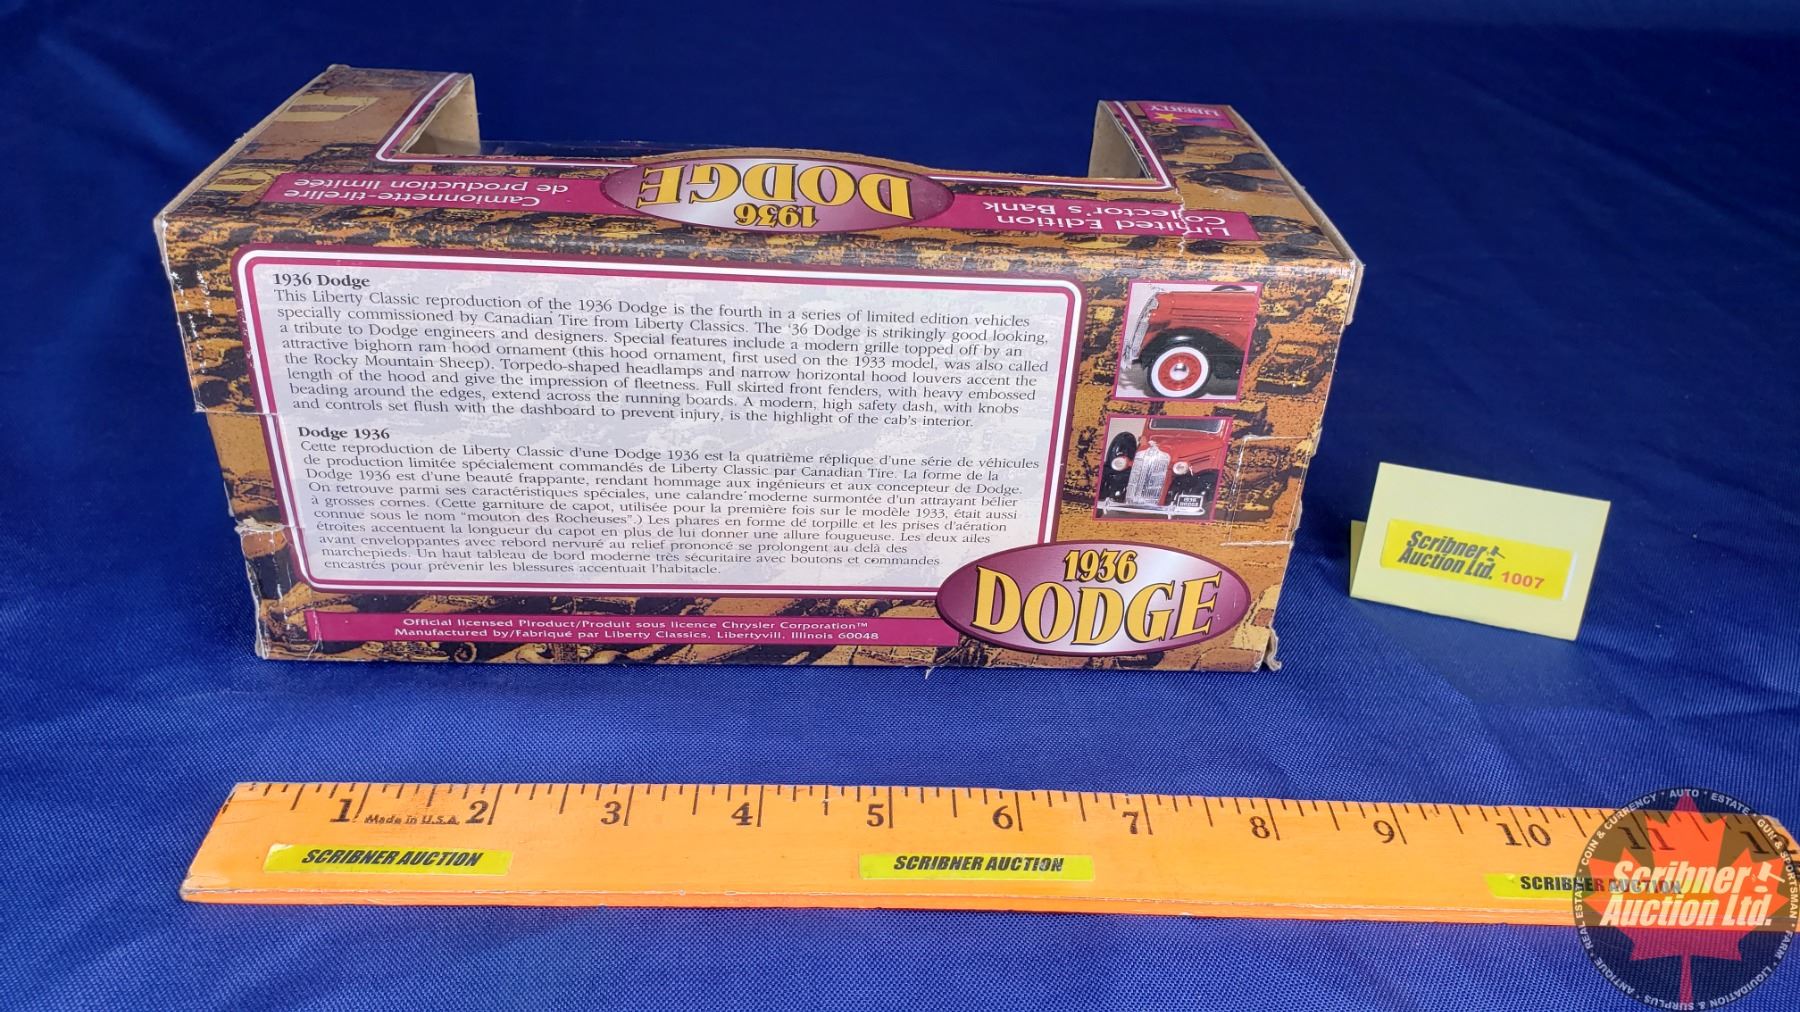 LIBERTY
Camionnette-tirelire
de production limitée
1936
DODGE
Limited Edition
Collector's Bank
1936 Dodge
This Liberty Classic reproduction of the 1936 Dodge is the fourth in a series of limited edition vehicles
specially commissioned by Canadian Tire from Liberty Classics. The '36 Dodge is strikingly good looking,
a tribute to Dodge engineers and designers. Special features include a modern grille topped off by an
attractive bighorn ram hood ornament (this hood ornament, first used on the 1933 model, was also called
the Rocky Mountain Sheep). Torpedo-shaped headlamps and narrow horizontal hood louvers accent the
length of the hood and give the impression of fleetness. Full skirted front fenders, with heavy embossed
beading around the edges, extend across the running boards. A modern, high safety dash, with knobs
and controls set flush with the dashboard to prevent injury, is the highlight of the cab's interior.
Dodge 1936
Cette reproduction de Liberty Classic d'une Dodge 1936 est la quatrième réplique d'une série de véhicules
de production limitée spécialement commandés de Liberty Classic par Canadian Tire. La forme de la
Dodge 1936 est d'une beauté frappante, rendant hommage aux ingénieurs et aux concepteur de Dodge.
On retrouve parmi ses caractéristiques spéciales, une calandre moderne surmontée d'un attrayant bélier
à grosses cornes. (Cette garniture de capot, utilisée pour la première fois sur le modèle 1933, était aussi
connue sous le nom "mouton des Rocheuses".) Les phares en forme de torpille et les prises d'aération
étroites accentuent la longueur du capot en plus de lui donner une allure fougueuse. Les deux ailes
avant enveloppantes avec rebord nervuré au relief prononcé se prolongent au delà des
marchepieds. Un haut tableau de bord moderne très sécuritaire avec boutons et commandes
encastrés pour prévenir les blessures accentuait l'habitacle.
1936
DODGE
Official licensed Plroduct/Produit sous licence Chrysler Corporation™
Manufactured by/Fabriqué par Liberty Classics, Libertyvill, Illinois 60048
Scribner
Auction Ltd. 1007
1 2 3 4 5 6 7 8 9 10 11
Made in U.S.A.
SCRIBNER AUCTION
SCRIBNER AUCTION
SCRIBNER AUCTION
COIN & CURRENCY • AUTO • ESTATE • GUN & SPORTSMAN • FARM • LIQUIDATION & SURPLUS • ANTIQUE • REAL ESTATE
Scribner
Auction Ltd.